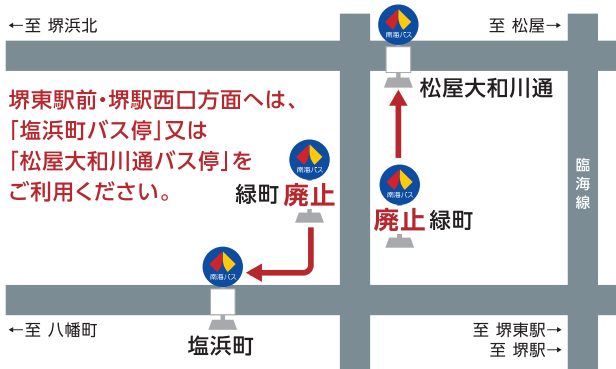 ←至 堺浜北
至 松屋→
南海バス
松屋大和川通
堺東駅前・堺駅西口方面へは、
「塩浜町バス停」又は
「松屋大和川通バス停」を
ご利用ください。
南海バス
緑町 廃止
南海バス
廃止 緑町
臨海線
南海バス
塩浜町
←至 八幡町
至 堺東駅→
至 堺駅→